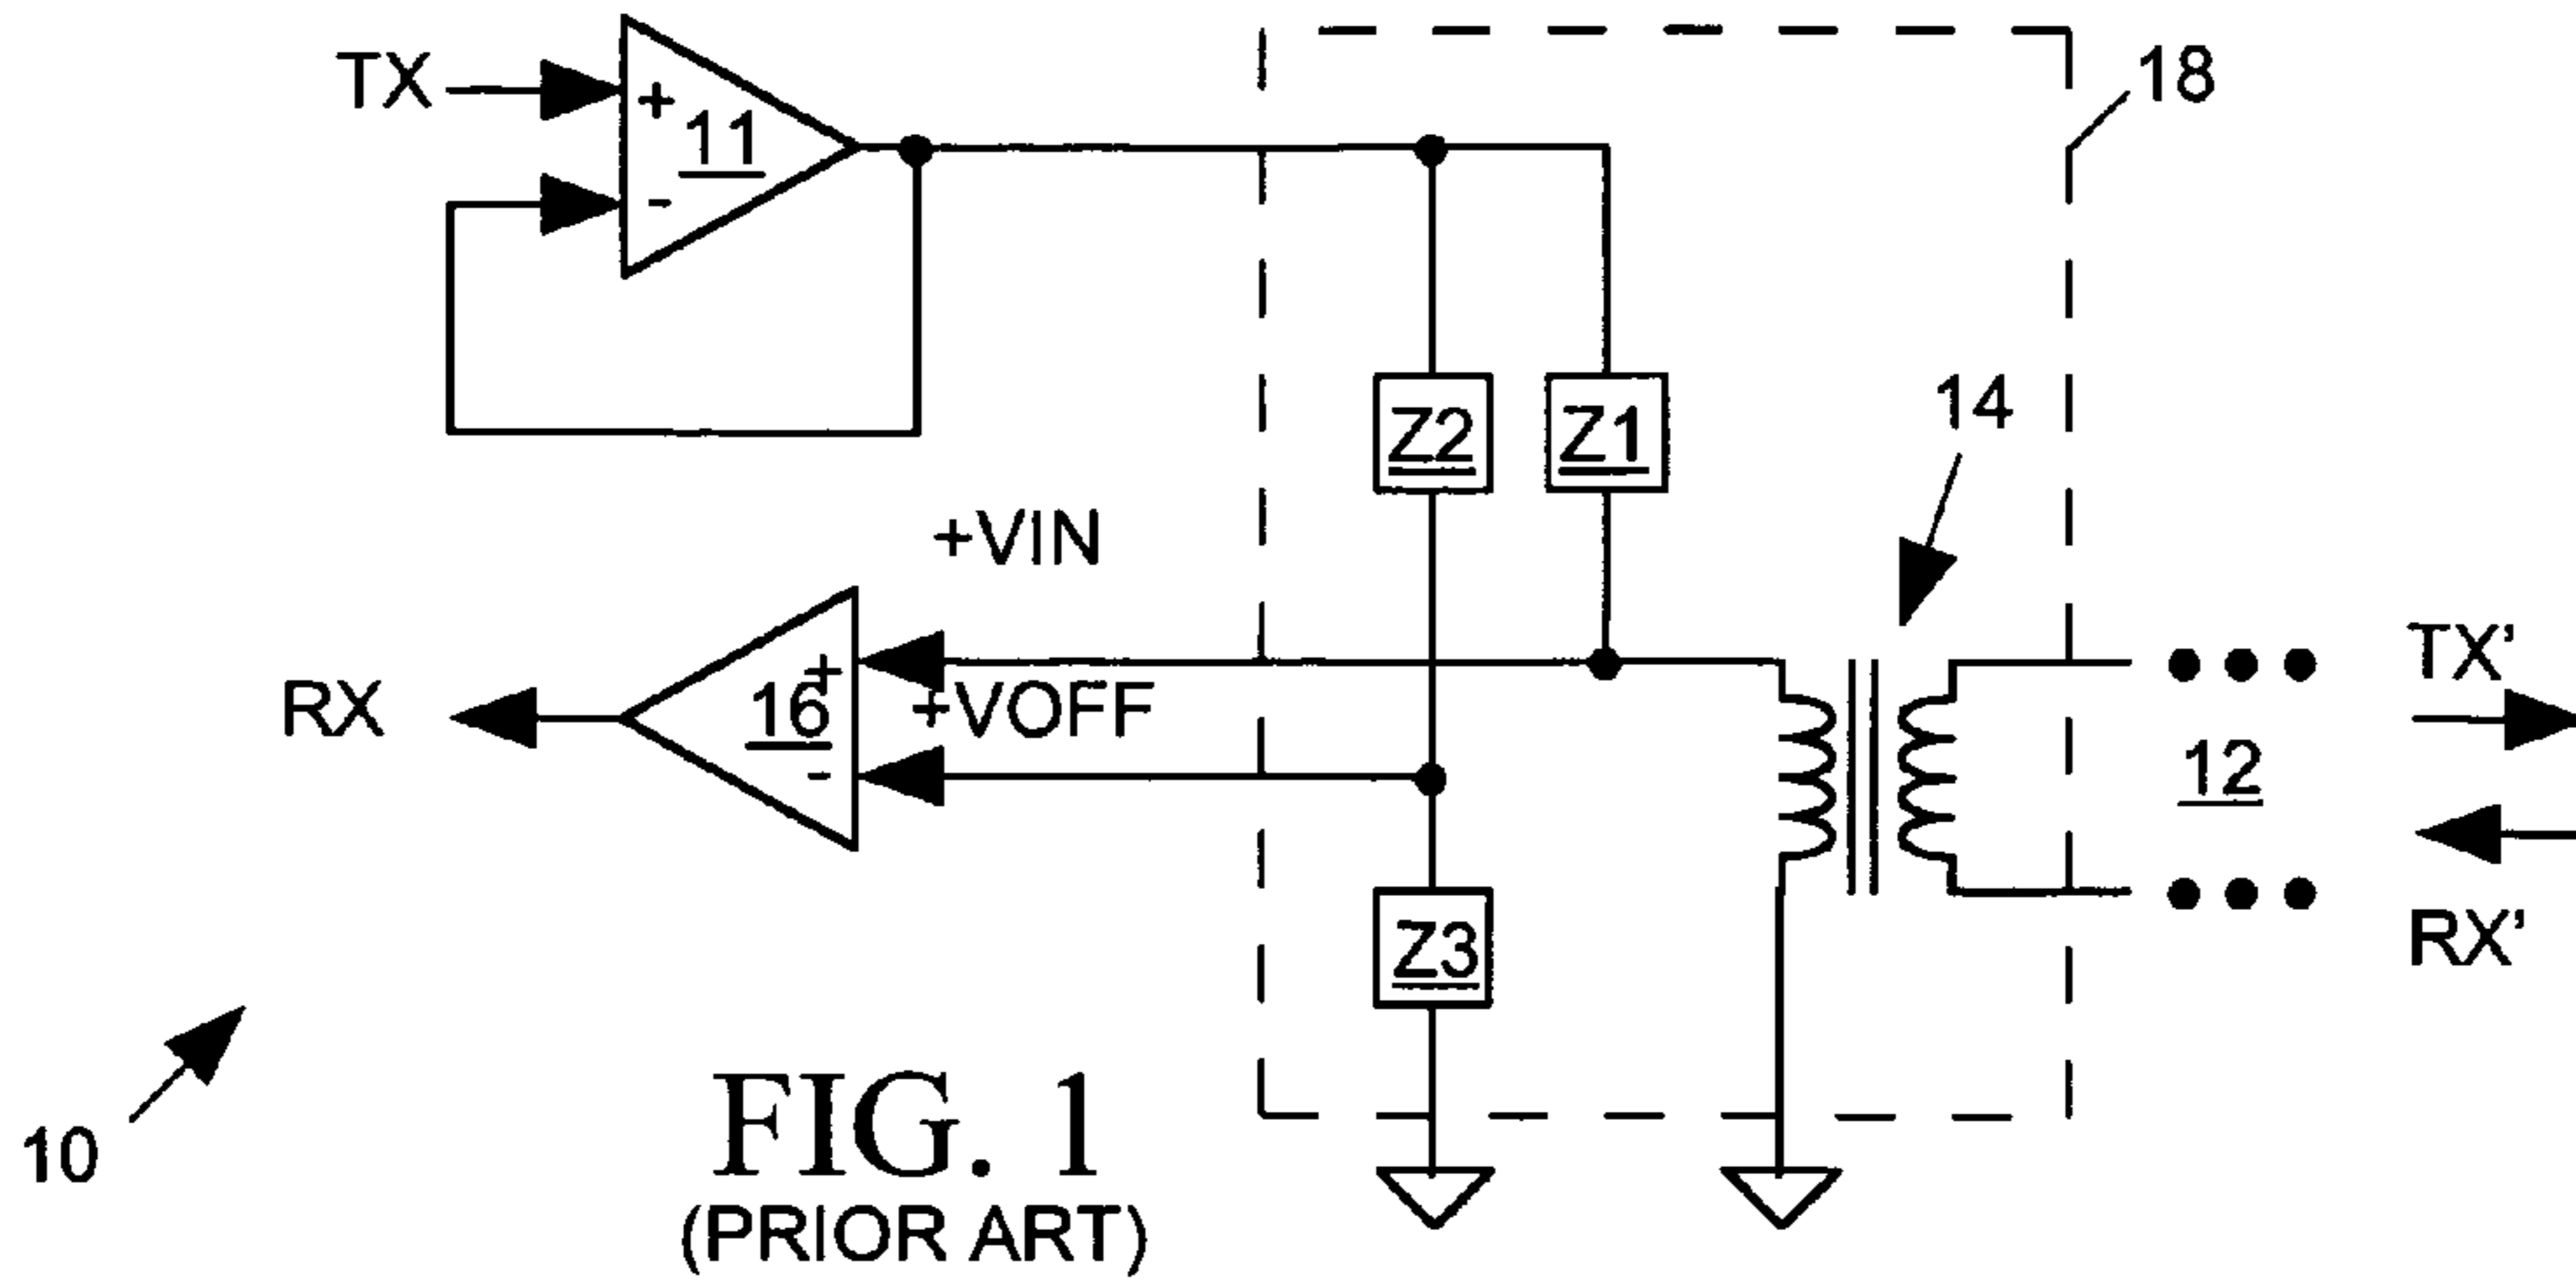 TX
+
11
-
18
Z2
Z1
14
+VIN
+
RX
16
+VOFF
-
TX’
12
RX’
Z3
10
FIG. 1
(PRIOR ART)